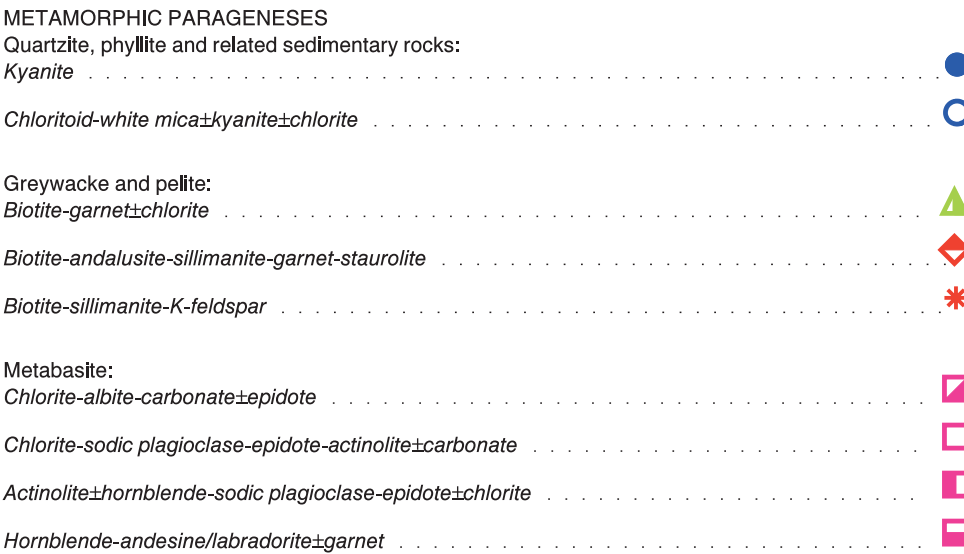 METAMORPHIC PARAGENESES
Quartzite, phyllite and related sedimentary rocks:
Kyanite . . . . . . . . . . . . . . . . . . . . . . . . . . . . . .
Chloritoid-white mica±kyanite±chlorite . . . . . . . . . . . . . . . . . . . .
Greywacke and pelite:
Biotite-garnet±chlorite . . . . . . . . . . . . . . . . . . . . . . . . .
Biotite-andalusite-sillimanite-garnet-staurolite . . . . . . . . . . . . . . . . . .
Biotite-sillimanite-K-feldspar . . . . . . . . . . . . . . . . . . . . . . . .
Metabasite:
Chlorite-albite-carbonate±epidote . . . . . . . . . . . . . . . . . . . . .
Chlorite-sodic plagioclase-epidote-actinolite±carbonate . . . . . . . . . . . . . .
Actinolite±hornblende-sodic plagioclase-epidote±chlorite . . . . . . . . . . . . .
Hornblende-andesine/labradorite±garnet . . . . . . . . . . . . . . . . . . .